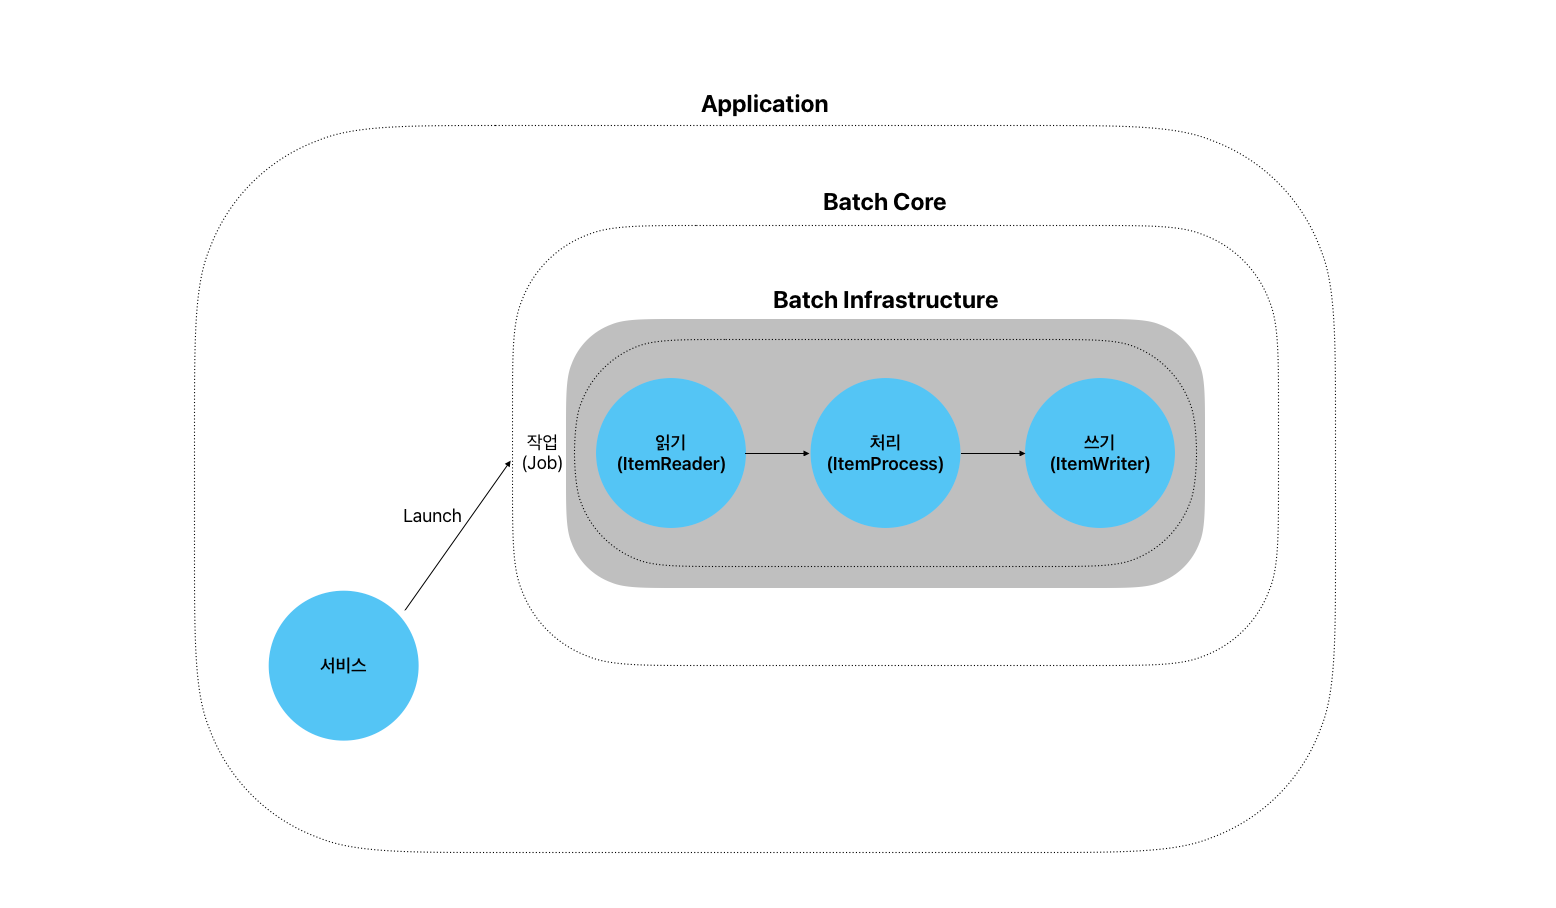 Application
Batch Core
Batch Infrastructure
작업
(Job)
읽기
(ItemReader)
처리
(ItemProcess)
쓰기
(ItemWriter)
Launch
서비스